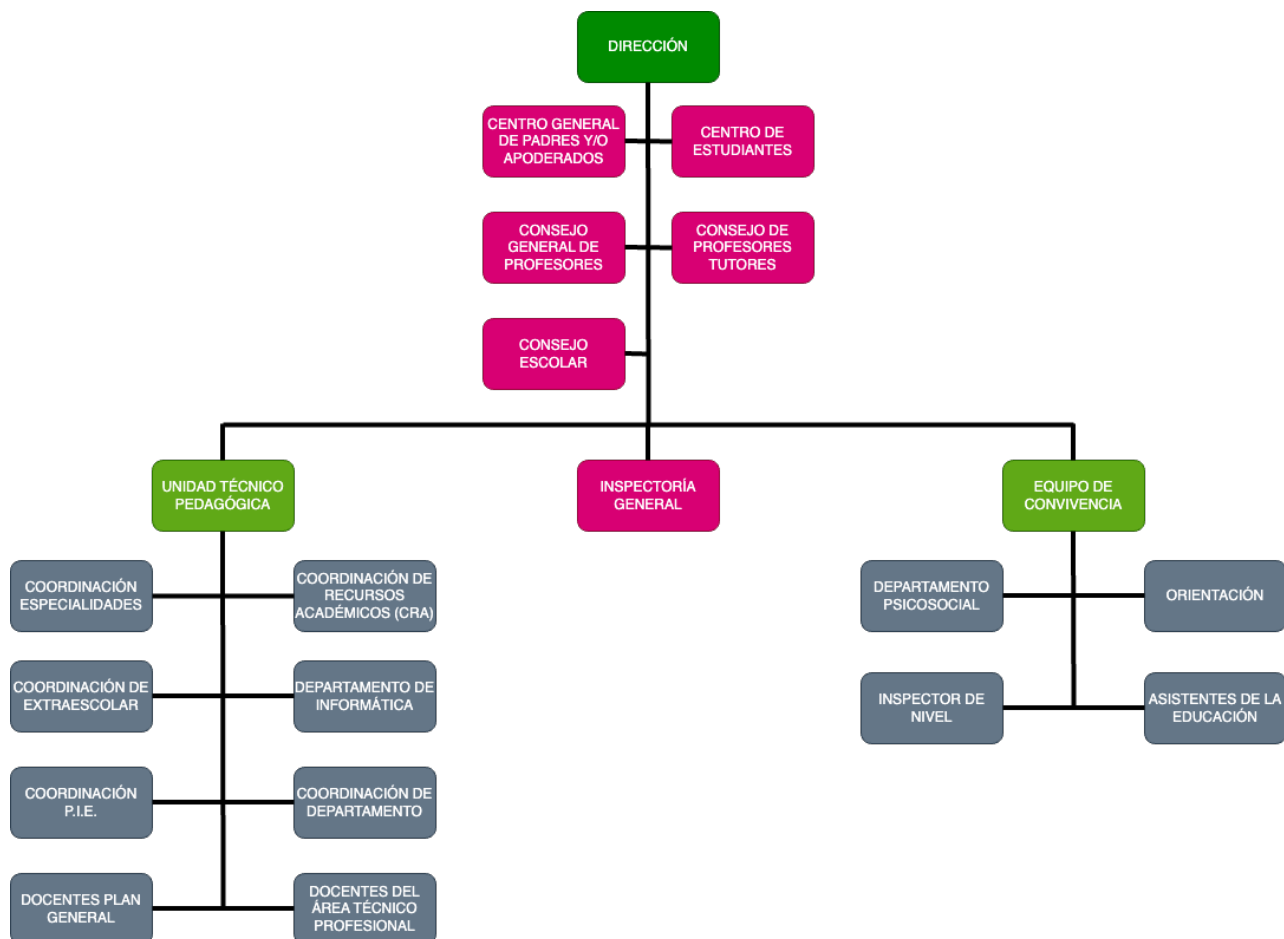 DIRECCIÓN
CENTRO GENERAL
DE PADRES Y/O
APODERADOS
CENTRO DE
ESTUDIANTES
CONSEJO
GENERAL DE
PROFESORES
CONSEJO DE
PROFESORES
TUTORES
CONSEJO
ESCOLAR
UNIDAD TÉCNICO
PEDAGÓGICA
INSPECTORÍA
GENERAL
EQUIPO DE
CONVIVENCIA
COORDINACIÓN
ESPECIALIDADES
COORDINACIÓN DE
RECURSOS
ACADÉMICOS (CRA)
DEPARTAMENTO
PSICOSOCIAL
ORIENTACIÓN
COORDINACIÓN DE
EXTRAESCOLAR
DEPARTAMENTO DE
INFORMÁTICA
INSPECTOR DE
NIVEL
ASISTENTES DE LA
EDUCACIÓN
COORDINACIÓN
P.I.E.
COORDINACIÓN DE
DEPARTAMENTO
DOCENTES PLAN
GENERAL
DOCENTES DEL
ÁREA TÉCNICO
PROFESIONAL